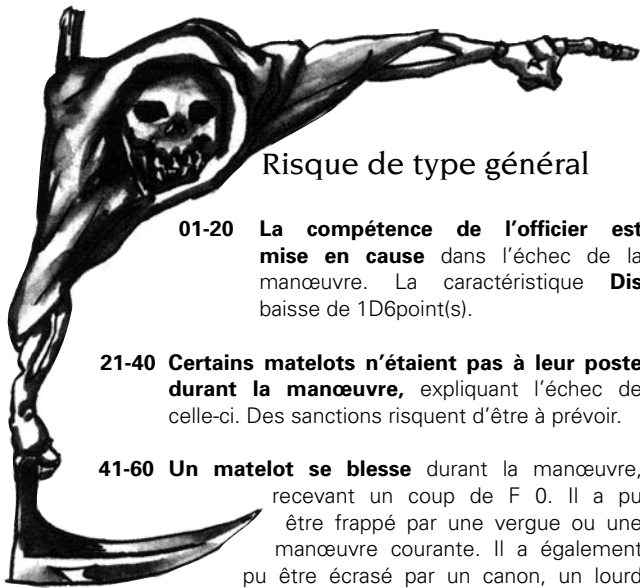 Risque de type général
01-20 La compétence de l'officier est
mise en cause dans l'échec de la
manœuvre. La caractéristique Dis
baisse de 1D6point(s).
21-40 Certains matelots n'étaient pas à leur poste
durant la manœuvre, expliquant l'échec de
celle-ci. Des sanctions risquent d'être à prévoir.
41-60 Un matelot se blesse durant la manœuvre,
recevant un coup de F 0. Il a pu
être frappé par une vergue ou une
manœuvre courante. Il a également
pu être écrasé par un canon, un lourd